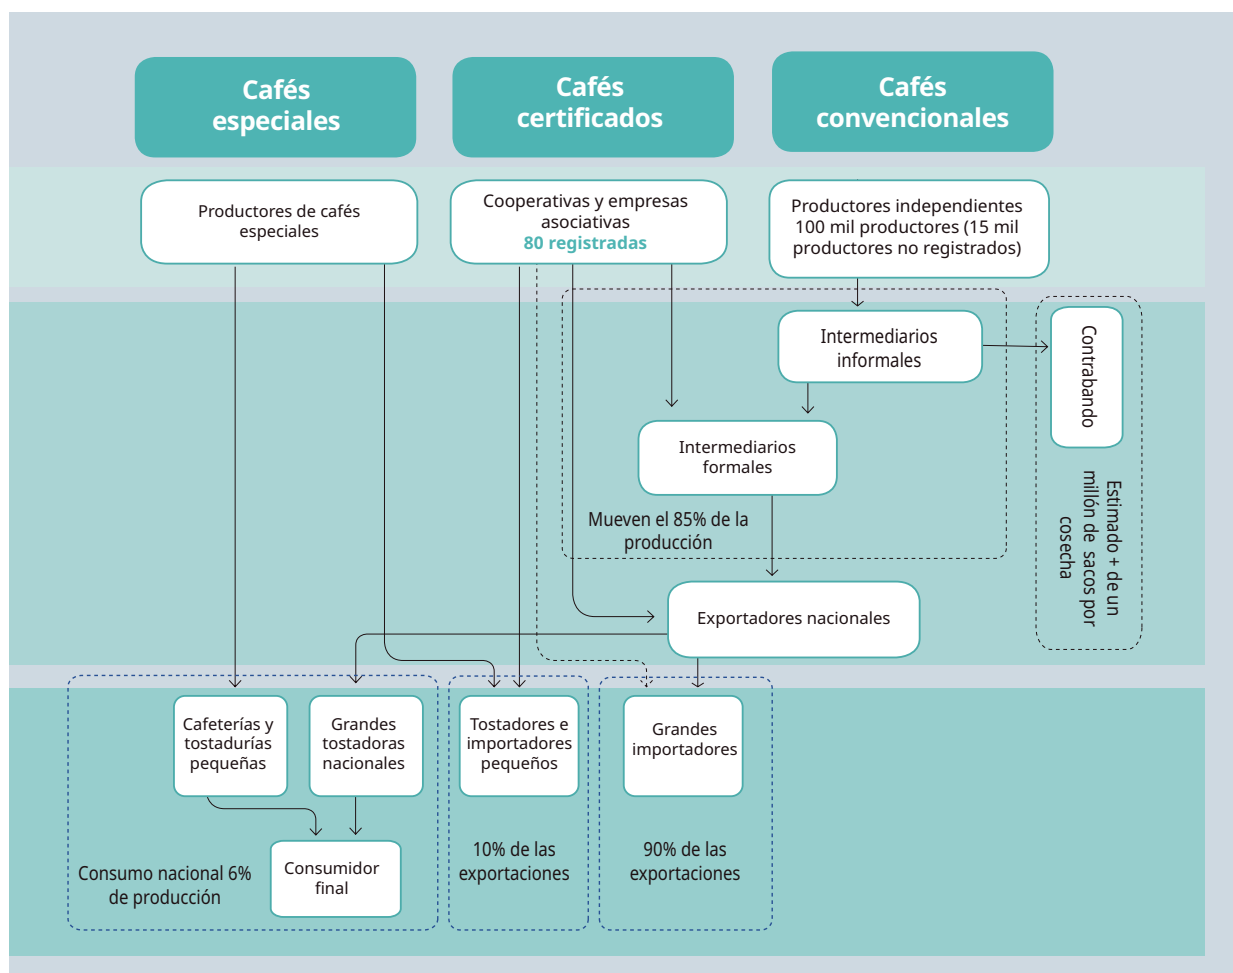 Cafés
especiales
Cafés
certificados
Cafés
convencionales
Productores de cafés
especiales
Cooperativas y empresas
asociativas
80 registradas
Productores independientes
100 mil productores (15 mil
productores no registrados)
Intermediarios
informales
Contrabando
Intermediarios
formales
Mueven el 85% de la
producción
Estimado + de un
millón de sacos por
cosecha
Exportadores nacionales
Cafeterías y
tostadurías
pequeñas
Grandes
tostadoras
nacionales
Tostadores e
importadores
pequeños
Grandes
importadores
Consumo nacional 6%
de producción
Consumidor
final
10% de las
exportaciones
90% de las
exportaciones